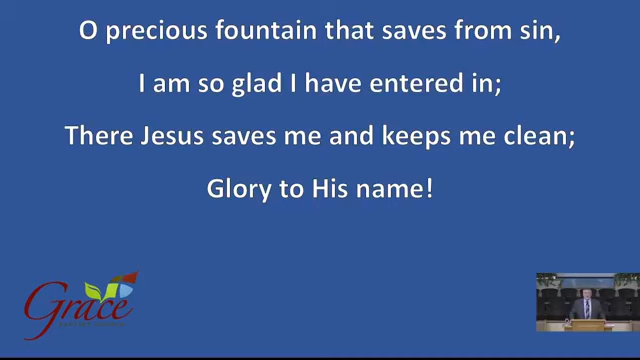 O precious fountain that saves from sin,
I am so glad I have entered in;
There Jesus saves me and keeps me clean;
Glory to His name!
Grace